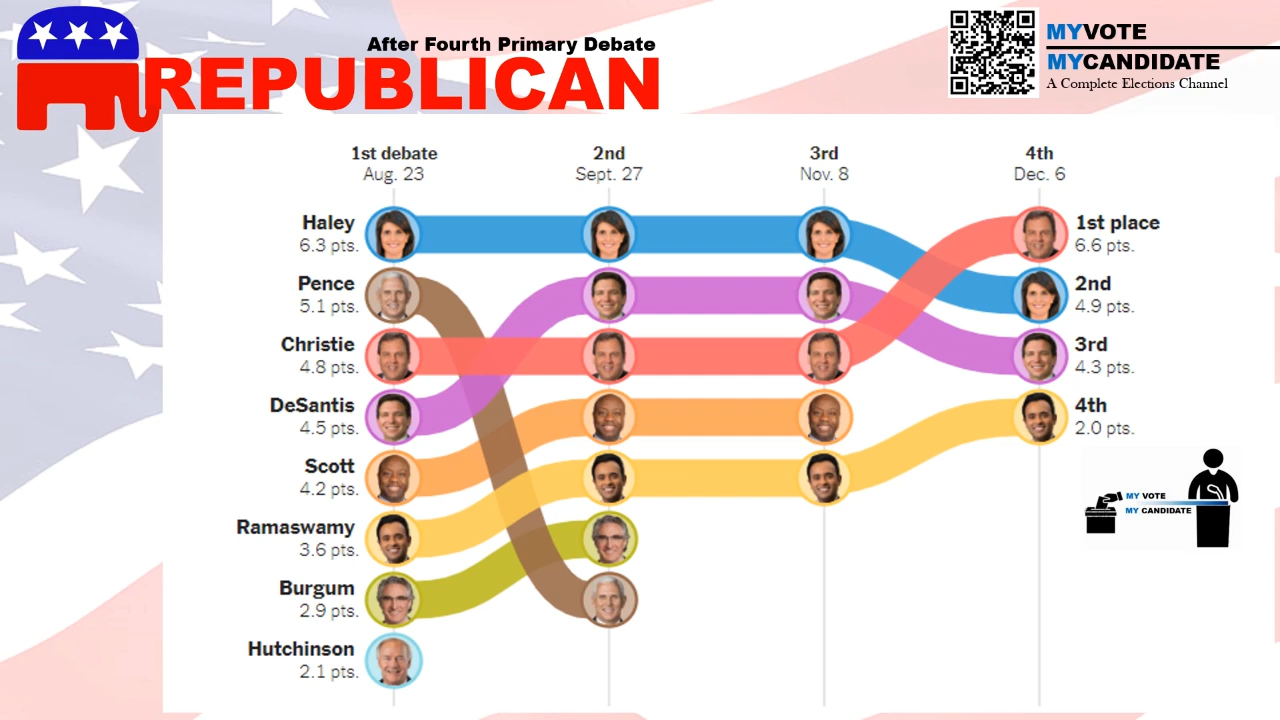 After Fourth Primary Debate
REPUBLICAN
MYVOTE
MYCANDIDATE
A Complete Elections Channel
1st debate
Aug. 23
2nd
Sept. 27
3rd
Nov. 8
4th
Dec. 6
Haley
6.3 pts.
Pence
5.1 pts.
Christie
4.8 pts.
DeSantis
4.5 pts.
Scott
4.2 pts.
Ramaswamy
3.6 pts.
Burgum
2.9 pts.
Hutchinson
2.1 pts.
1st place
6.6 pts.
2nd
4.9 pts.
3rd
4.3 pts.
4th
2.0 pts.
MY VOTE
MY CANDIDATE